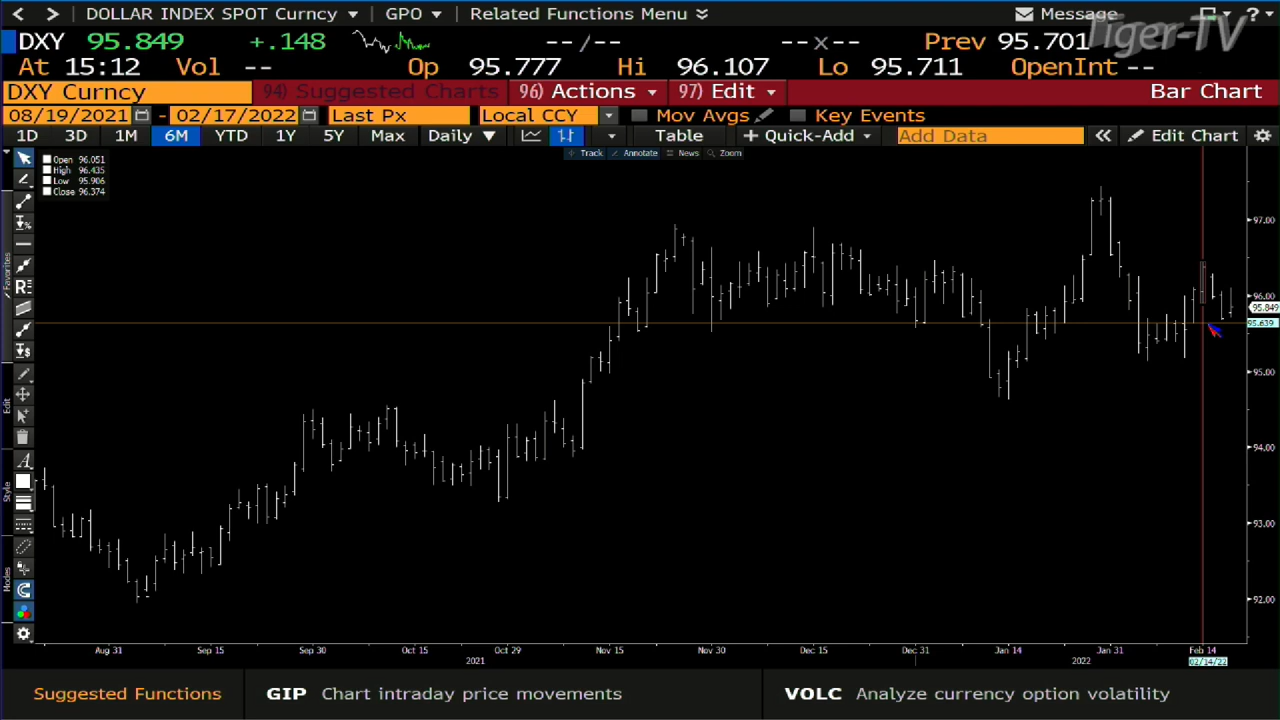 DOLLAR INDEX SPOT Curncy GPO Related Functions Menu Message ?
Tiger-TV
DXY 95.849 +.148 -- / -- -- x -- Prev 95.701
At 15:12 Vol -- Op 95.777 Hi 96.107 Lo 95.711 OpenInt --
DXY Curncy 94) Suggested Charts 96) Actions 97) Edit Bar Chart
08/19/2021 - 02/17/2022 Last Px Local CCY Mov Avgs Key Events
1D 3D 1M 6M YTD 1Y 5Y Max Daily Table + Quick-Add Add Data « Edit Chart
Track Annotate News Zoom
Open 96.051
High 96.435
Low 95.906
Close 96.374
Favorites
Edit
Style
Modes
97.00
96.00
95.849
95.639
95.00
94.00
93.00
92.00
Aug 31 Sep 15 Sep 30 Oct 15 Oct 29 Nov 15 Nov 30 Dec 15 Dec 31 Jan 14 Jan 31 Feb 14
2021 2022 02/14/22
Suggested Functions GIP Chart intraday price movements VOLC Analyze currency option volatility